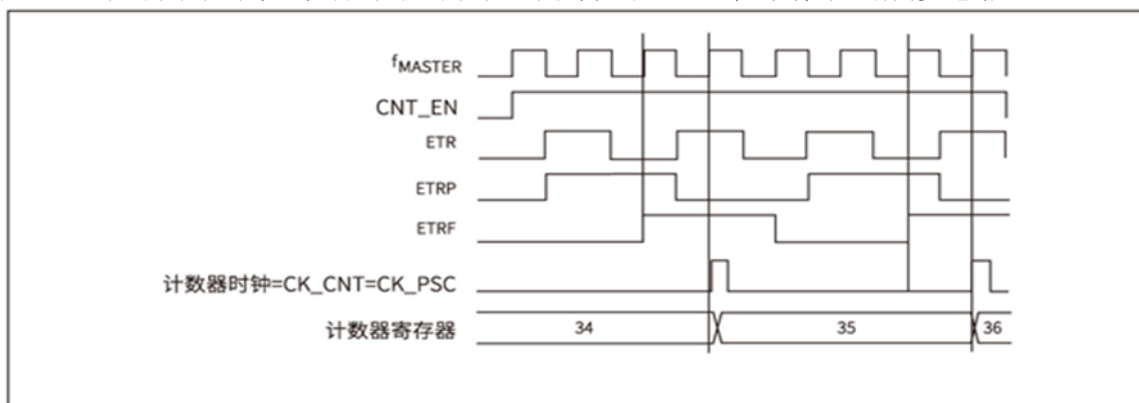 fMASTER
CNT_EN
ETR
ETRP
ETRF
计数器时钟=CK_CNT=CK_PSC
计数器寄存器 34 35 36